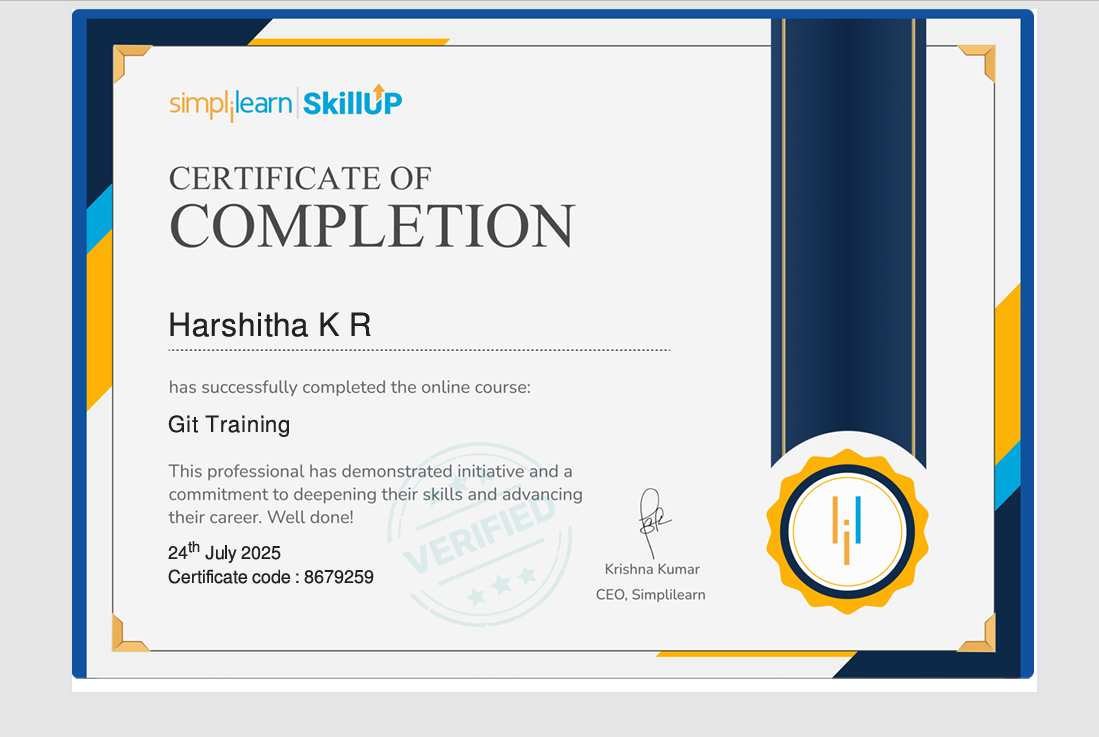 simplilearn | SkillUP
CERTIFICATE OF
COMPLETION
Harshitha K R
has successfully completed the online course:
Git Training
This professional has demonstrated initiative and a
commitment to deepening their skills and advancing
their career. Well done!
24th July 2025
Certificate code : 8679259
VERIFIED
Krishna Kumar
CEO, Simplilearn